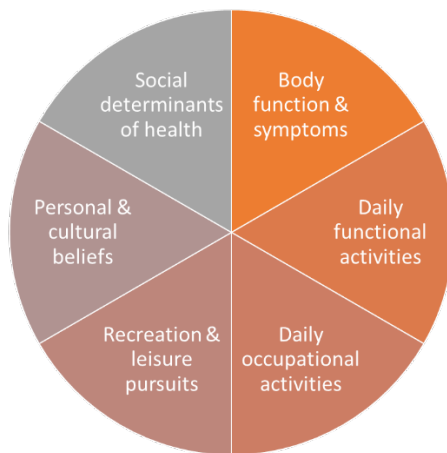 Social
determinants
of health
Body
function &
symptoms
Daily
functional
activities
Daily
occupational
activities
Recreation &
leisure
pursuits
Personal &
cultural
beliefs